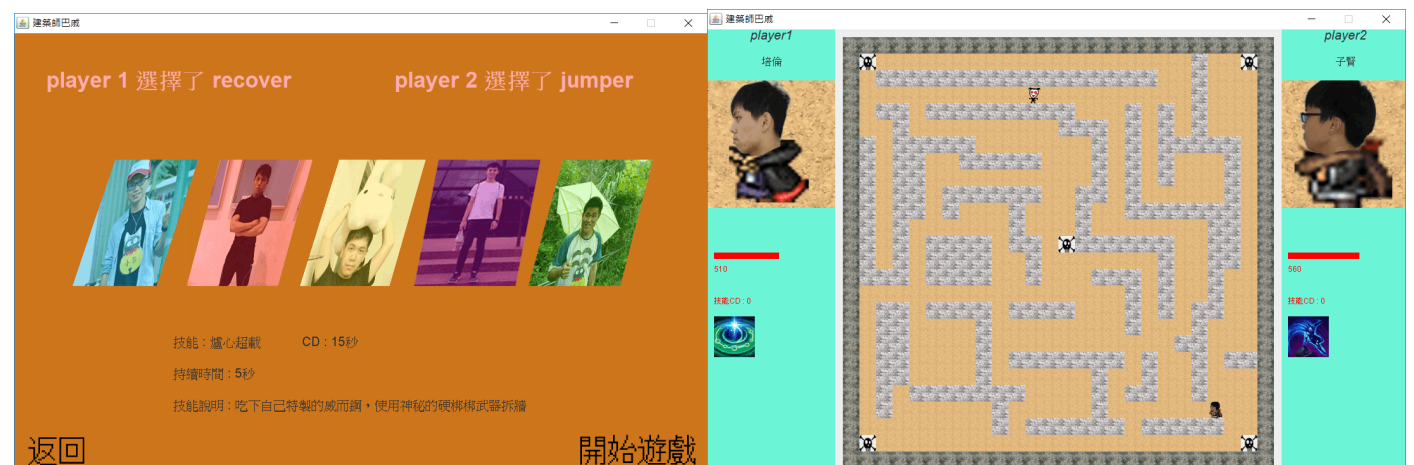 建築師巴戚
player 1 選擇了 recover
player 2 選擇了 jumper
技能 : 爐心超載 CD : 15秒
持續時間 : 5秒
技能說明 : 吃下自己特製的威而鋼，使用神秘的硬梆梆武器拆牆
返回
開始遊戲
建築師巴戚
player1
培倫
510
技能CD : 0
player2
子賢
560
技能CD : 0